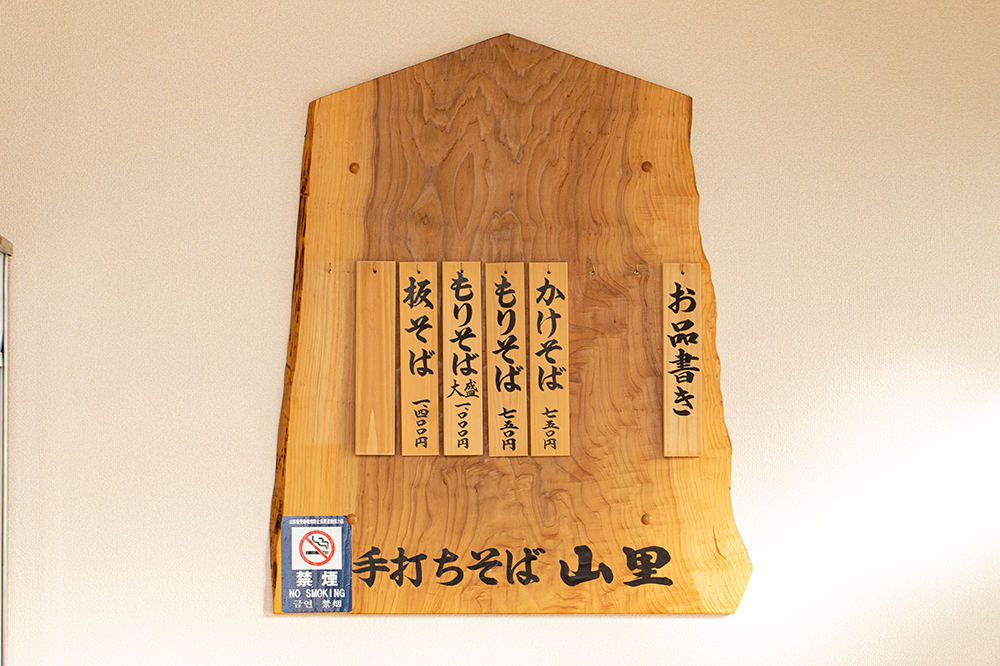 お品書き
かけそば 七五〇円
もりそば 七五〇円
もりそば 大盛 一、〇〇〇円
板そば 一、四〇〇円
手打ちそば 山里
禁煙
NO SMOKING
금연 禁烟